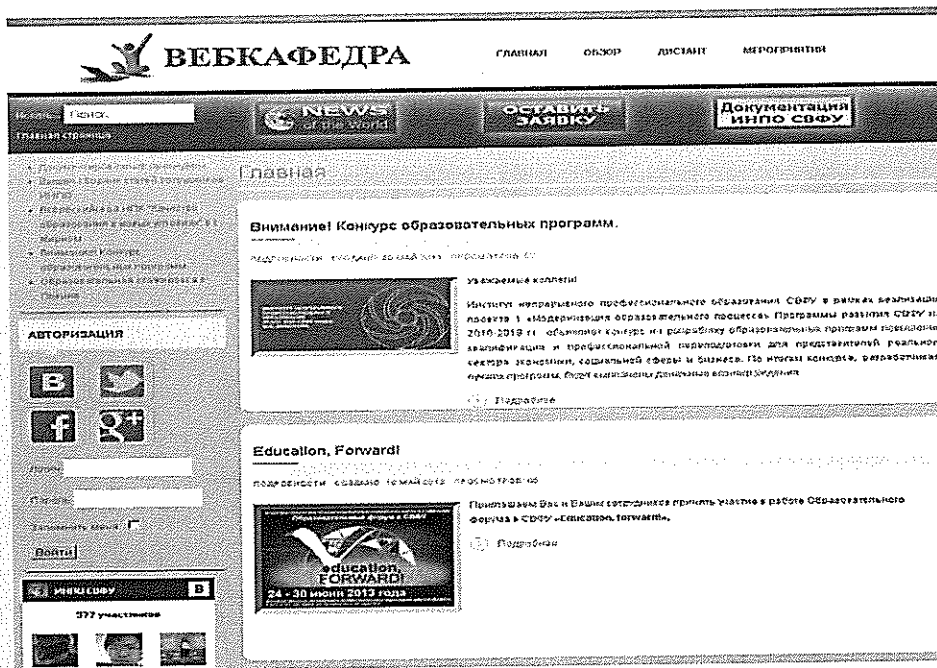 ВЕБКАФЕДРА
ГЛАВНАЯ ОБЗОР ДИСТАНТ МЕРОПРИЯТИЯ
Поиск...
NEWS
of the World
ОСТАВИТЬ
ЗАЯВКУ
Документация
ИНПО СВФУ
Главная страница
Внимание! Конкурс
образовательных программ
Главная
Внимание! Конкурс образовательных программ.
Уважаемые коллеги!
Институт непрерывного профессионального образования СВФУ в рамках реализации
проекта 1 «Модернизация образовательного процесса» Программы развития СВФУ на
2010-2019 гг. объявляет конкурс на разработку образовательных программ повышения
квалификации и профессиональной переподготовки для представителей реального
сектора экономики, социальной сферы и бизнеса. По итогам конкурса, разработчикам
лучших программ, будут выплачены денежные вознаграждения.
Подробнее
АВТОРИЗАЦИЯ
В
f g+
Логин
Пароль
Запомнить меня
Войти
Education, Forward!
Приглашаем Вас и Ваших сотрудников принять участие в работе Образовательного
форума в СВФУ «Education, forward!».
Подробнее
education,
FORWARD!
24 - 30 июня 2013 года
ИНПО СВФУ В
377 участников